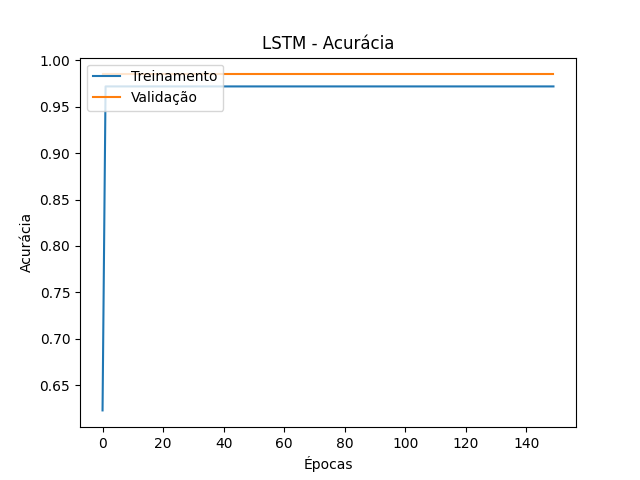 LSTM - Acurácia
1.00
0.95
0.90
0.85
0.80
0.75
0.70
0.65
Acurácia
Treinamento
Validação
0 20 40 60 80 100 120 140
Épocas